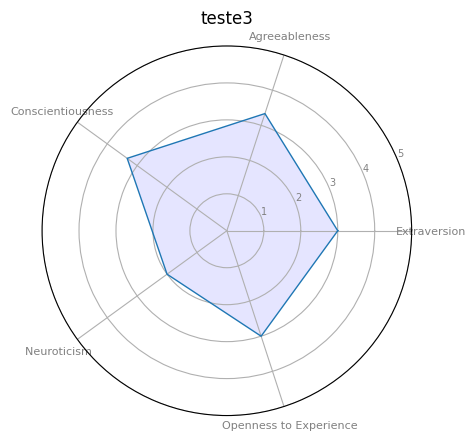 teste3
Agreeableness
Conscientiousness
5
4
3
2
1
Extraversion
Neuroticism
Openness to Experience